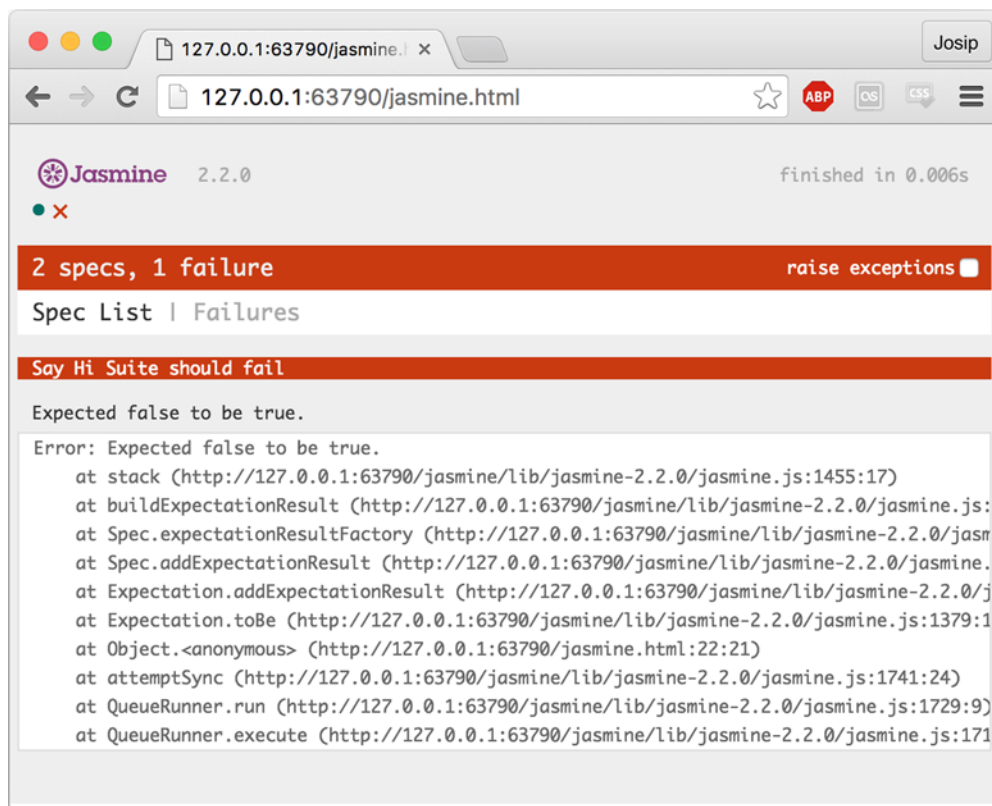 127.0.0.1:63790/jasmine.h
Josip
127.0.0.1:63790/jasmine.html
ABP
os
CSS
Jasmine 2.2.0 finished in 0.006s
2 specs, 1 failure raise exceptions
Spec List | Failures
Say Hi Suite should fail
Expected false to be true.
Error: Expected false to be true.
at stack (http://127.0.0.1:63790/jasmine/lib/jasmine-2.2.0/jasmine.js:1455:17)
at buildExpectationResult (http://127.0.0.1:63790/jasmine/lib/jasmine-2.2.0/jasmine.js:
at Spec.expectationResultFactory (http://127.0.0.1:63790/jasmine/lib/jasmine-2.2.0/jasm
at Spec.addExpectationResult (http://127.0.0.1:63790/jasmine/lib/jasmine-2.2.0/jasmine.
at Expectation.addExpectationResult (http://127.0.0.1:63790/jasmine/lib/jasmine-2.2.0/j
at Expectation.toBe (http://127.0.0.1:63790/jasmine/lib/jasmine-2.2.0/jasmine.js:1379:1
at Object.<anonymous> (http://127.0.0.1:63790/jasmine.html:22:21)
at attemptSync (http://127.0.0.1:63790/jasmine/lib/jasmine-2.2.0/jasmine.js:1741:24)
at QueueRunner.run (http://127.0.0.1:63790/jasmine/lib/jasmine-2.2.0/jasmine.js:1729:9)
at QueueRunner.execute (http://127.0.0.1:63790/jasmine/lib/jasmine-2.2.0/jasmine.js:171